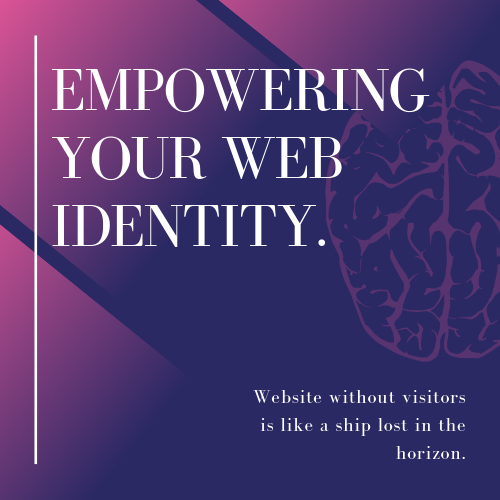 EMPOWERING
YOUR WEB
IDENTITY.
Website without visitors
is like a ship lost in the
horizon.